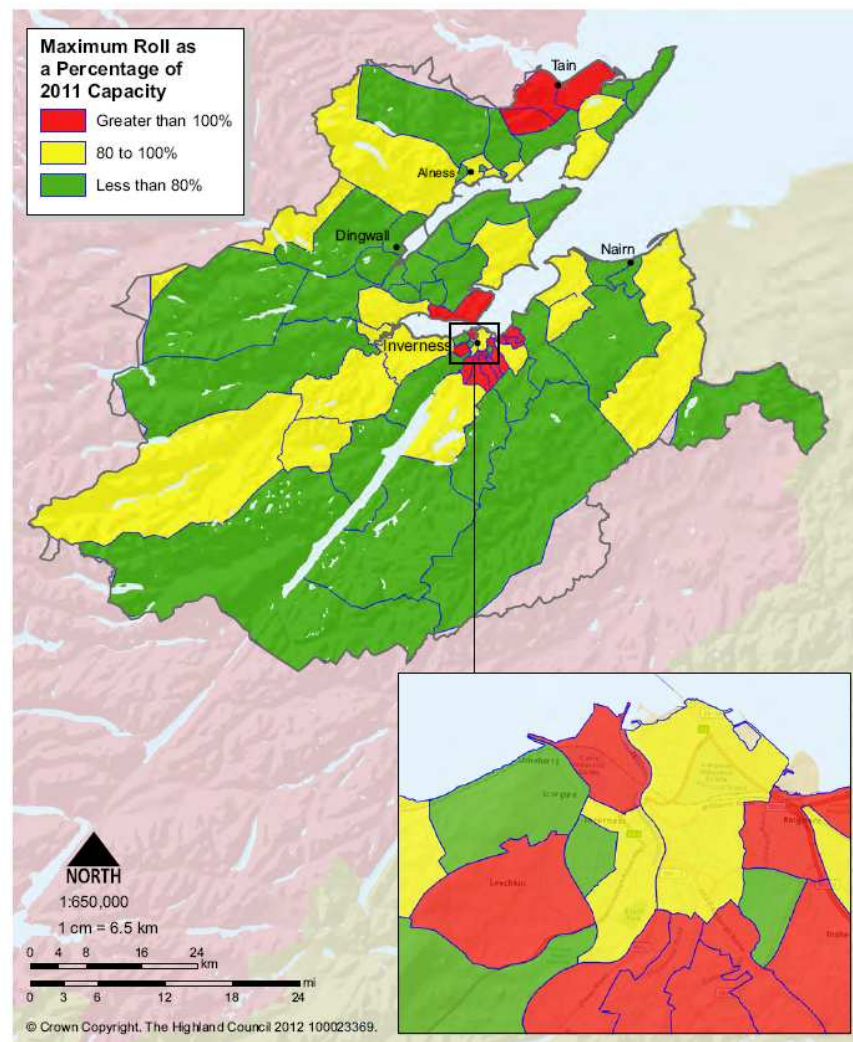 Maximum Roll as
a Percentage of
2011 Capacity
Greater than 100%
80 to 100%
Less than 80%
Tain
Alness
Dingwall
Nairn
Inverness
Leachkin
NORTH
1:650,000
1 cm = 6.5 km
0 4 8 16 24
km
mi
0 3 6 12 18 24
© Crown Copyright. The Highland Council 2012 100023369.